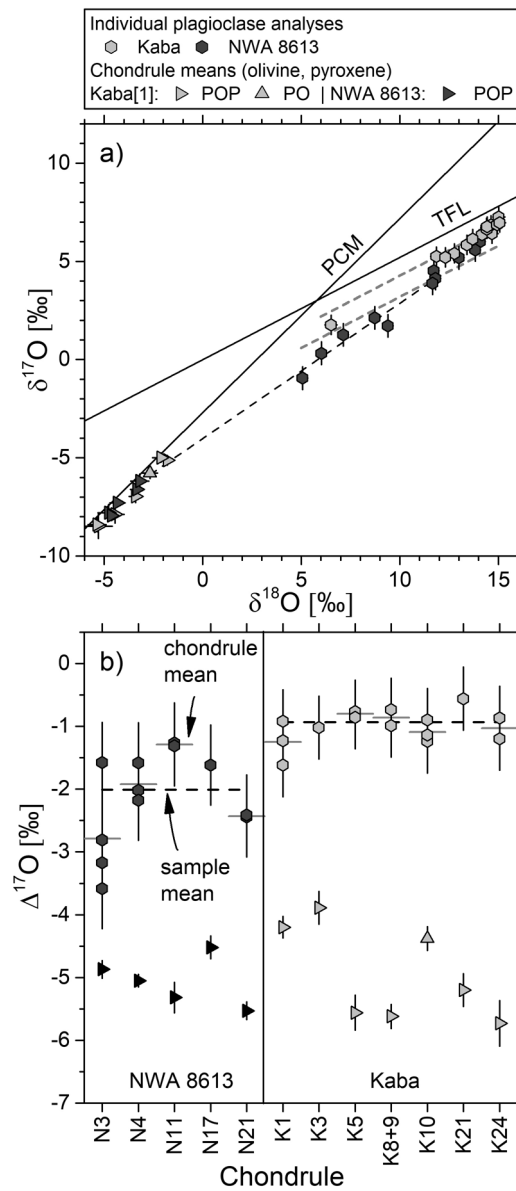 Individual plagioclase analyses
Kaba NWA 8613
Chondrule means (olivine, pyroxene)
Kaba[1]: POP PO | NWA 8613: POP
a)
PCM
TFL
10
5
0
-5
-10
δ¹⁷O [‰]
-5 0 5 10 15
δ¹⁸O [‰]
b)
chondrule
mean
sample
mean
0
-1
-2
-3
-4
-5
-6
-7
Δ¹⁷O [‰]
NWA 8613 Kaba
N3 N4 N11 N17 N21 K1 K3 K5 K8+9 K10 K21 K24
Chondrule